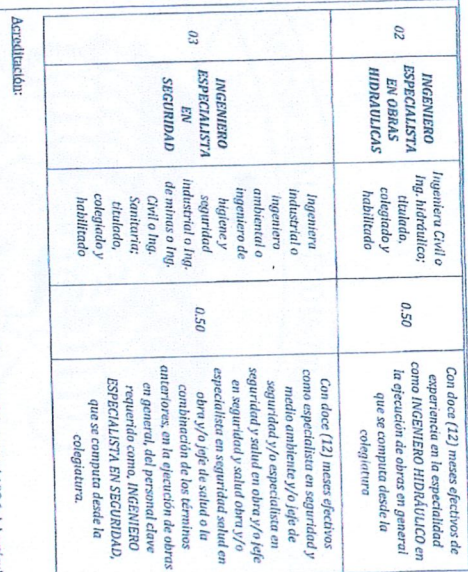 02
INGENIERO
ESPECIALISTA
EN OBRAS
HIDRAULICAS
Ingeniera Civil o
Ing. hidráulico;
titulado,
colegiado y
habilitado
0.50
Con doce (12) meses efectivos de
experiencia en la especialidad
como INGENIERO HIDRÁULICO en
la ejecución de obras en general
que se computa desde la
colegiatura
03
INGENIERO
ESPECIALISTA
EN
SEGURIDAD
Ingeniera
industrial o
ingeniero
ambiental o
ingeniero de
higiene y
seguridad
industrial o Ing.
de minas o Ing.
Civil o Ing.
Sanitaria;
titulado,
colegiado y
habilitado
0.50
Con doce (12) meses efectivos
como especialista en seguridad y
medio ambiente y/o jefe de
seguridad y/o especialista en
seguridad y salud en obra y/o jefe
en seguridad y salud obra y/o
especialista en seguridad salud en
obra y/o jefe de salud o la
combinación de los términos
anteriores, en la ejecución de obras
en general, del personal clave
requerido como, INGENIERO
ESPECIALISTA EN SEGURIDAD,
que se computa desde la
colegiatura.
Acreditación: